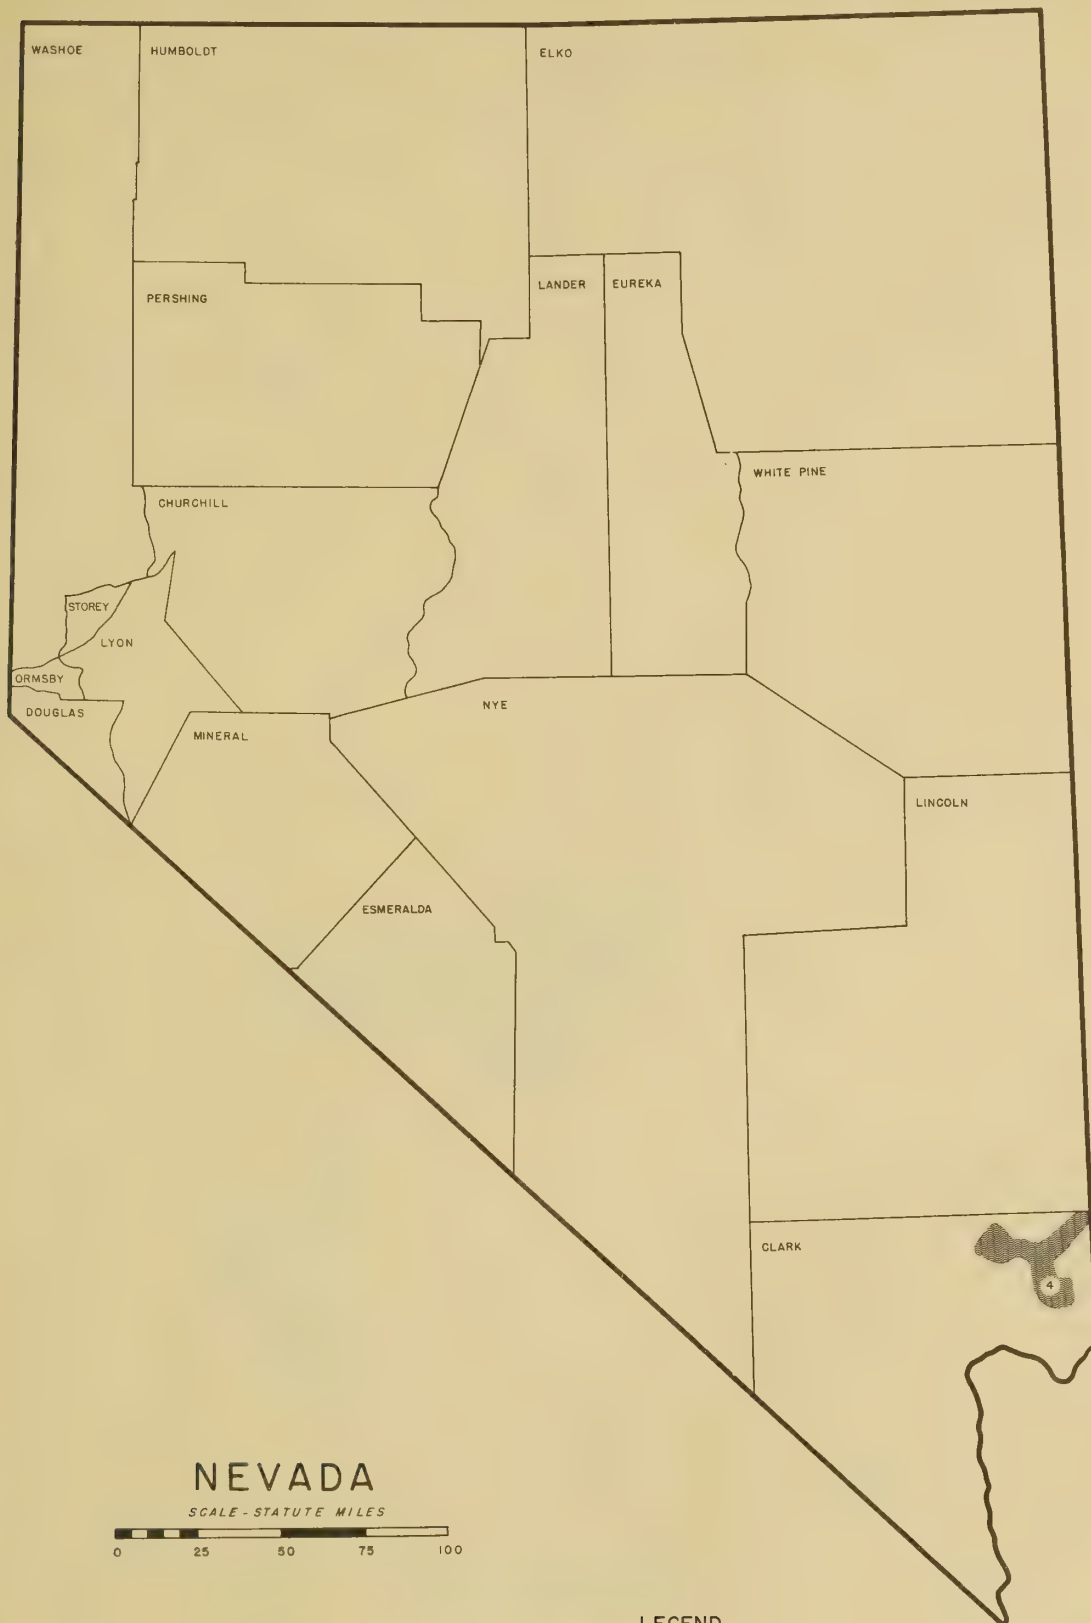 WASHOE
HUMBOLDT
ELKO
LANDER
EUREKA
PERSHING
WHITE PINE
CHURCHILL
STOREY
LYON
ORMSBY
DOUGLAS
NYE
MINERAL
LINCOLN
ESMERALDA
CLARK
4
NEVADA
SCALE - STATUTE MILES
0 25 50 75 100
LEGEND